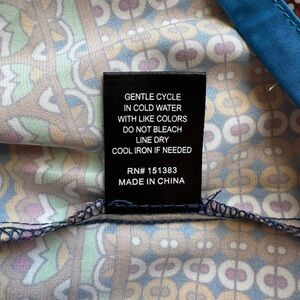 GENTLE CYCLE
IN COLD WATER
WITH LIKE COLORS
DO NOT BLEACH
LINE DRY
COOL IRON IF NEEDED
RN# 151383
MADE IN CHINA